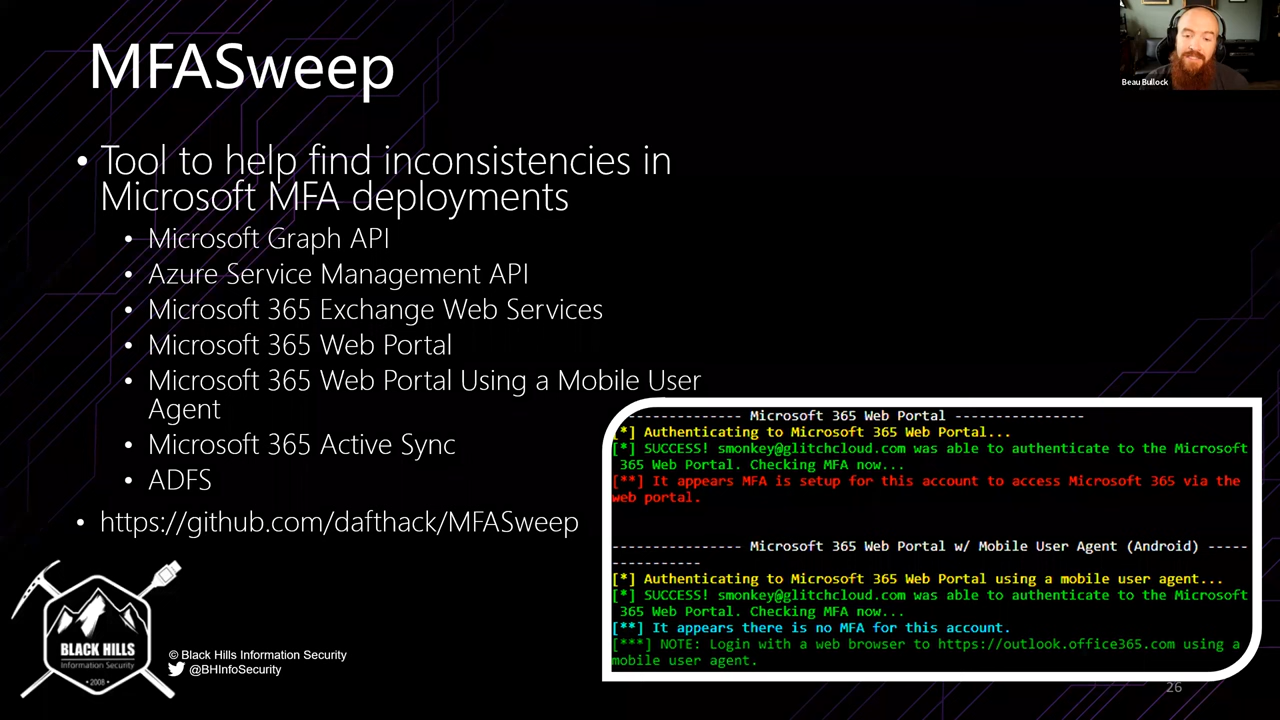 MFASweep
Beau Bullock
• Tool to help find inconsistencies in
Microsoft MFA deployments
• Microsoft Graph API
• Azure Service Management API
• Microsoft 365 Exchange Web Services
• Microsoft 365 Web Portal
• Microsoft 365 Web Portal Using a Mobile User
Agent
• Microsoft 365 Active Sync
• ADFS
• https://github.com/dafthack/MFASweep
--------------- Microsoft 365 Web Portal ---------------
[*] Authenticating to Microsoft 365 Web Portal...
[*] SUCCESS! smonkey@glitchcloud.com was able to authenticate to the Microsoft
365 Web Portal. Checking MFA now...
[**] It appears MFA is setup for this account to access Microsoft 365 via the
web portal.
--------------- Microsoft 365 Web Portal w/ Mobile User Agent (Android) -----
-------------
[*] Authenticating to Microsoft 365 Web Portal using a mobile user agent...
[*] SUCCESS! smonkey@glitchcloud.com was able to authenticate to the Microsoft
365 Web Portal. Checking MFA now...
[**] It appears there is no MFA for this account.
[***] NOTE: Login with a web browser to https://outlook.office365.com using a
mobile user agent.
BLACK HILLS
Information Security
• 2008 •
© Black Hills Information Security
@BHInfoSecurity
26